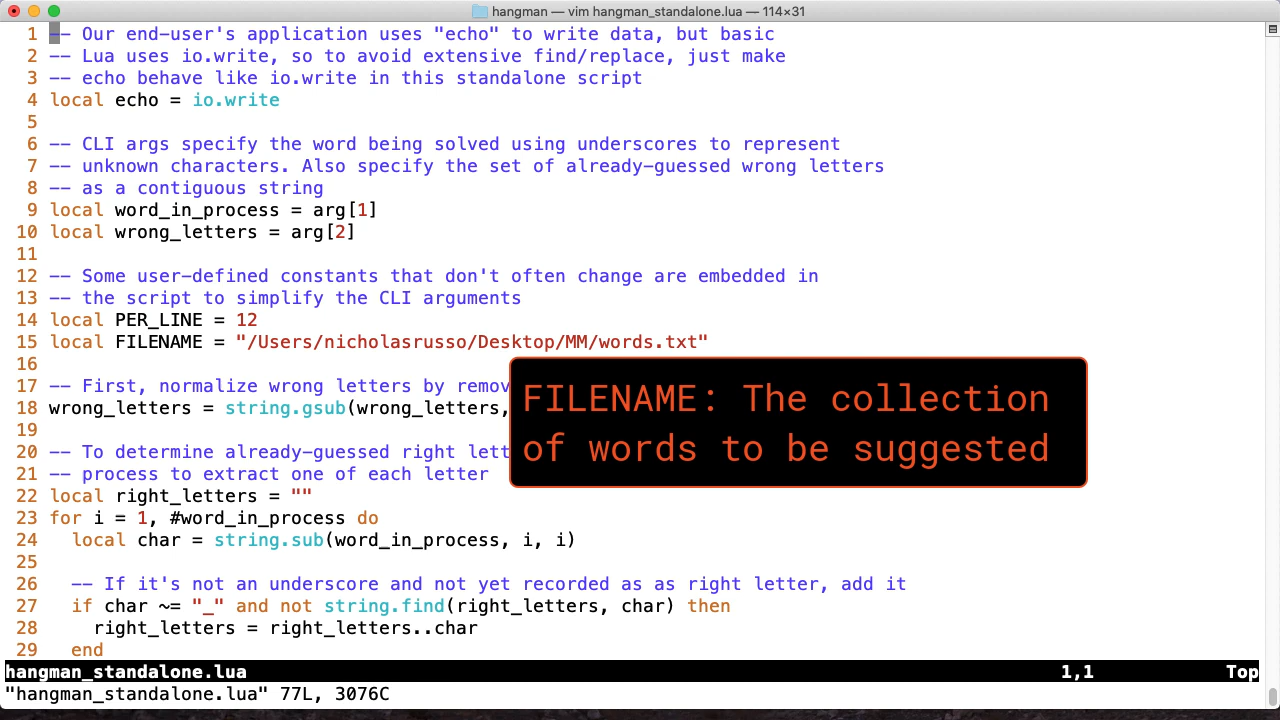 hangman — vim hangman_standalone.lua — 114×31
1 -- Our end-user's application uses "echo" to write data, but basic
2 -- Lua uses io.write, so to avoid extensive find/replace, just make
3 -- echo behave like io.write in this standalone script
4 local echo = io.write
5
6 -- CLI args specify the word being solved using underscores to represent
7 -- unknown characters. Also specify the set of already-guessed wrong letters
8 -- as a contiguous string
9 local word_in_process = arg[1]
10 local wrong_letters = arg[2]
11
12 -- Some user-defined constants that don't often change are embedded in
13 -- the script to simplify the CLI arguments
14 local PER_LINE = 12
15 local FILENAME = "/Users/nicholasrusso/Desktop/MM/words.txt"
16
17 -- First, normalize wrong letters by remov
18 wrong_letters = string.gsub(wrong_letters,
FILENAME: The collection
of words to be suggested
19
20 -- To determine already-guessed right lett
21 -- process to extract one of each letter
22 local right_letters = ""
23 for i = 1, #word_in_process do
24   local char = string.sub(word_in_process, i, i)
25
26   -- If it's not an underscore and not yet recorded as as right letter, add it
27   if char ~= "_" and not string.find(right_letters, char) then
28     right_letters = right_letters..char
29   end
hangman_standalone.lua 1,1 Top
"hangman_standalone.lua" 77L, 3076C